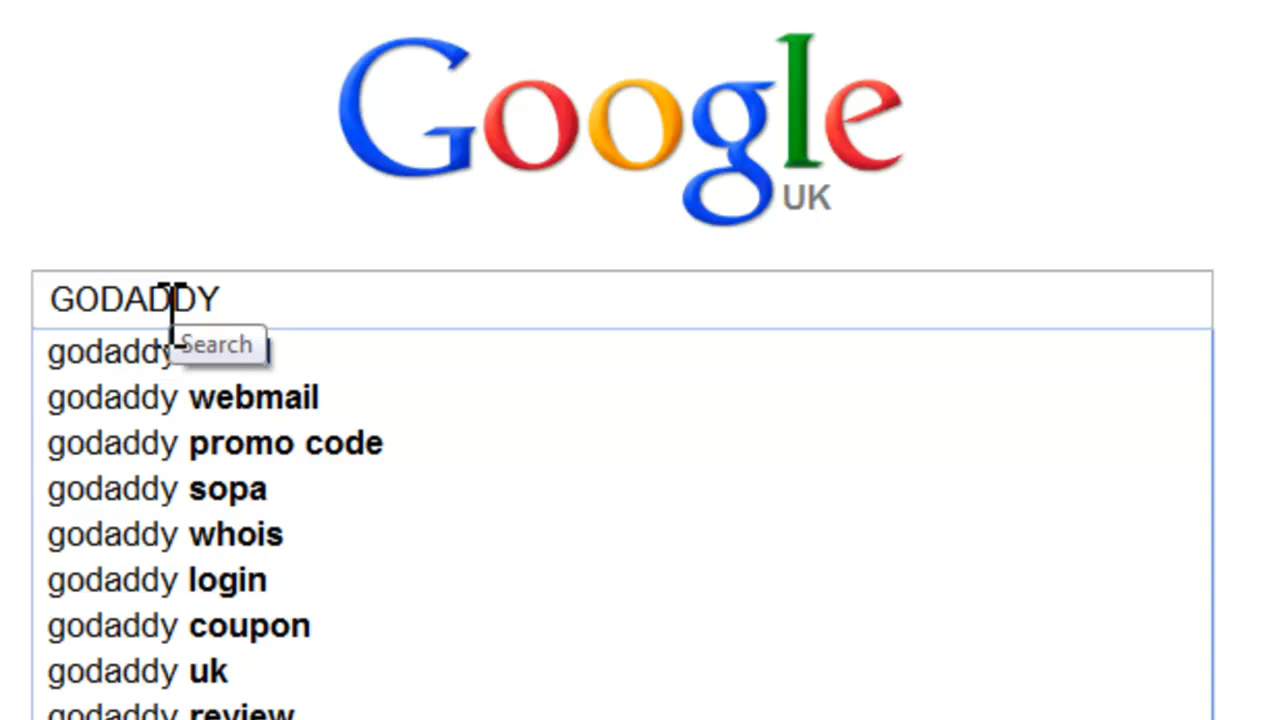 Google
UK
GODADDY
Search
godaddy
godaddy webmail
godaddy promo code
godaddy sopa
godaddy whois
godaddy login
godaddy coupon
godaddy uk
godaddy review